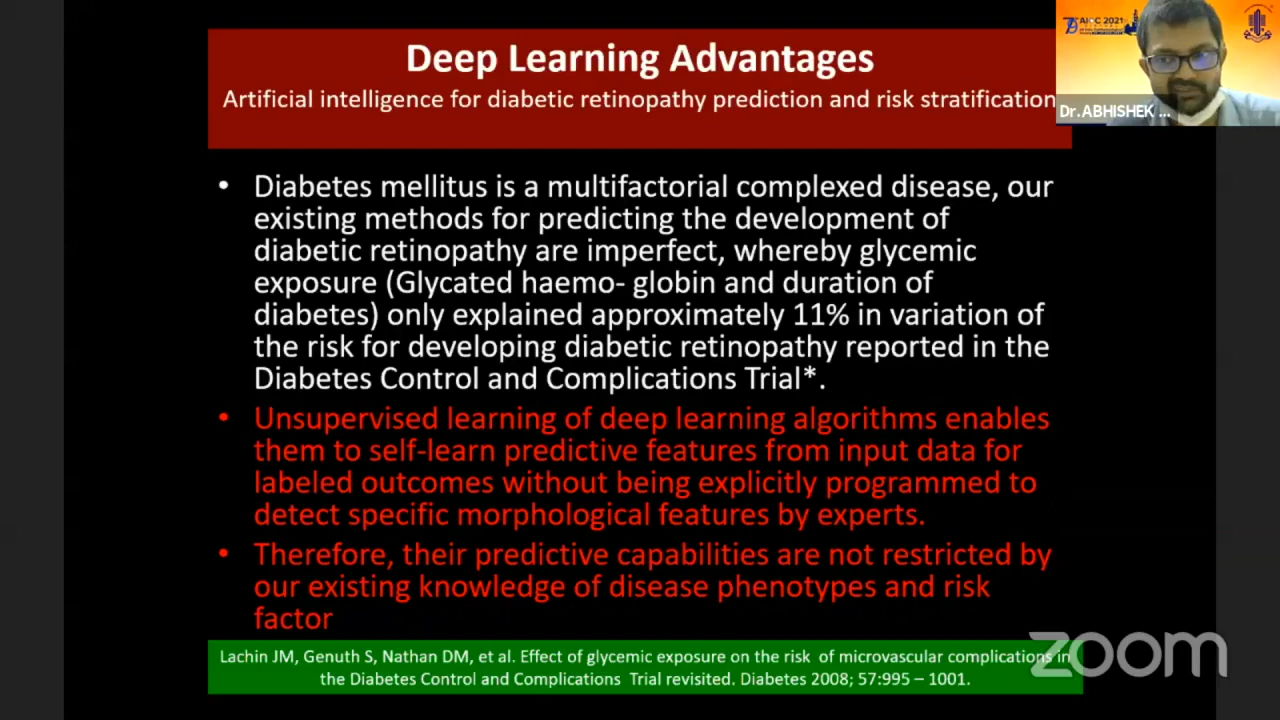 Deep Learning Advantages
Artificial intelligence for diabetic retinopathy prediction and risk stratification
AIOC 2021
Dr.ABHISHEK ...
• Diabetes mellitus is a multifactorial complexed disease, our
existing methods for predicting the development of
diabetic retinopathy are imperfect, whereby glycemic
exposure (Glycated haemo- globin and duration of
diabetes) only explained approximately 11% in variation of
the risk for developing diabetic retinopathy reported in the
Diabetes Control and Complications Trial*.
• Unsupervised learning of deep learning algorithms enables
them to self-learn predictive features from input data for
labeled outcomes without being explicitly programmed to
detect specific morphological features by experts.
• Therefore, their predictive capabilities are not restricted by
our existing knowledge of disease phenotypes and risk
factor
Lachin JM, Genuth S, Nathan DM, et al. Effect of glycemic exposure on the risk of microvascular complications in
the Diabetes Control and Complications Trial revisited. Diabetes 2008; 57:995 – 1001.
zoom